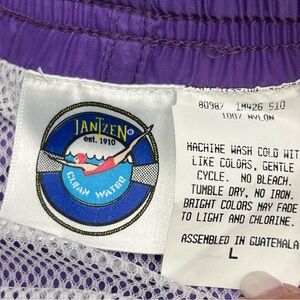 JANTZEN®
est. 1910
CLEAN WATER
80987 1M426 510
100% NYLON
MACHINE WASH COLD WIT
LIKE COLORS, GENTLE
CYCLE. NO BLEACH.
TUMBLE DRY, NO IRON.
BRIGHT COLORS MAY FADE
TO LIGHT AND CHLORINE.
ASSEMBLED IN GUATEMALA
L